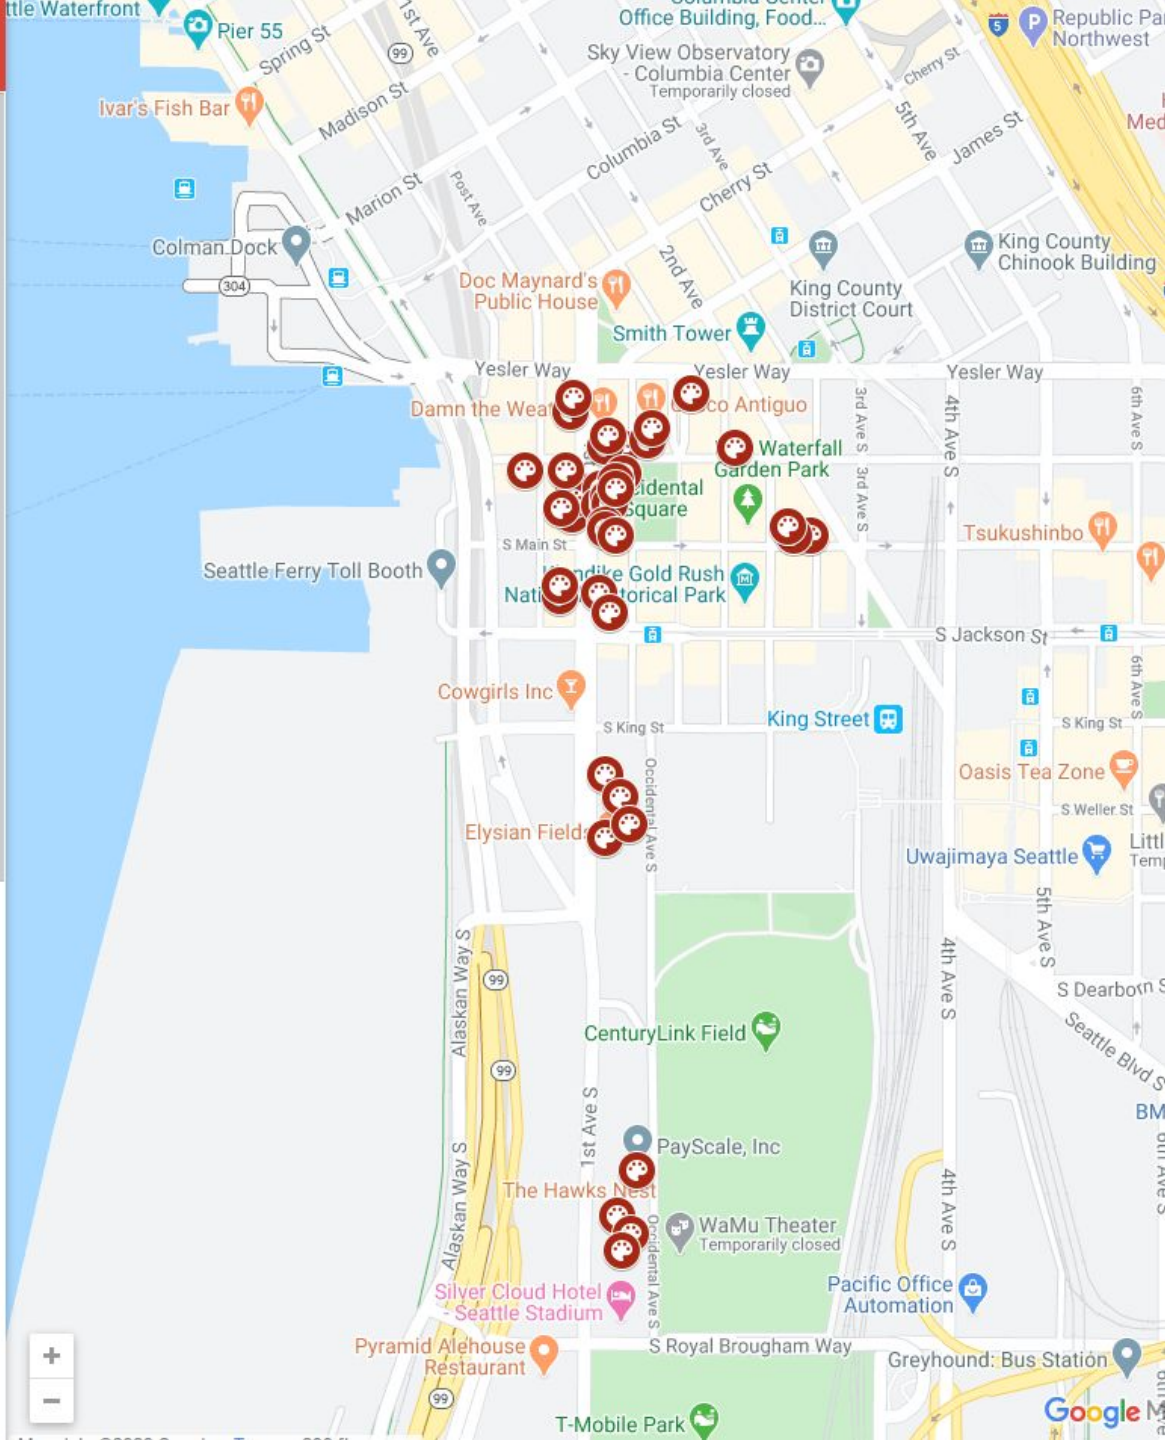 ttle Waterfront
Pier 55
Spring St
1st Ave
99
Office Building, Food...
5
P
Republic Pa
Northwest
Sky View Observatory
- Columbia Center
Temporarily closed
Cherry St
Ivar's Fish Bar
Madison St
Columbia St
3rd Ave
5th Ave
James St
Med
Marion St
Post Ave
Cherry St
Colman Dock
304
2nd Ave
King County
Chinook Building
Doc Maynard's
Public House
King County
District Court
Smith Tower
Yesler Way
Yesler Way
Yesler Way
Damn the Wea
co Antiguo
3rd Ave S
4th Ave S
6th Ave S
Waterfall
Garden Park
cidental
Square
3rd Ave S
S Main St
Tsukushinbo
Seattle Ferry Toll Booth
ndike Gold Rush
Nati
torical Park
M
S Jackson St
Cowgirls Inc
6th Ave S
S King St
King Street
S King St
Occidental Ave S
Oasis Tea Zone
S Weller St
Elysian Fields
Uwajimaya Seattle
Littl
Temp
5th Ave S
Alaskan Way S
4th Ave S
99
S Dearborn S
CenturyLink Field
Seattle Blvd S
99
1st Ave S
BM
PayScale, Inc
6th Ave S
Alaskan Way S
4th Ave S
The Hawks Nest
Occidental Ave S
WaMu Theater
Temporarily closed
Silver Cloud Hotel
- Seattle Stadium
Pacific Office
Automation
Pyramid Alehouse
Restaurant
S Royal Brougham Way
Greyhound: Bus Station
+
−
99
T-Mobile Park
Google M